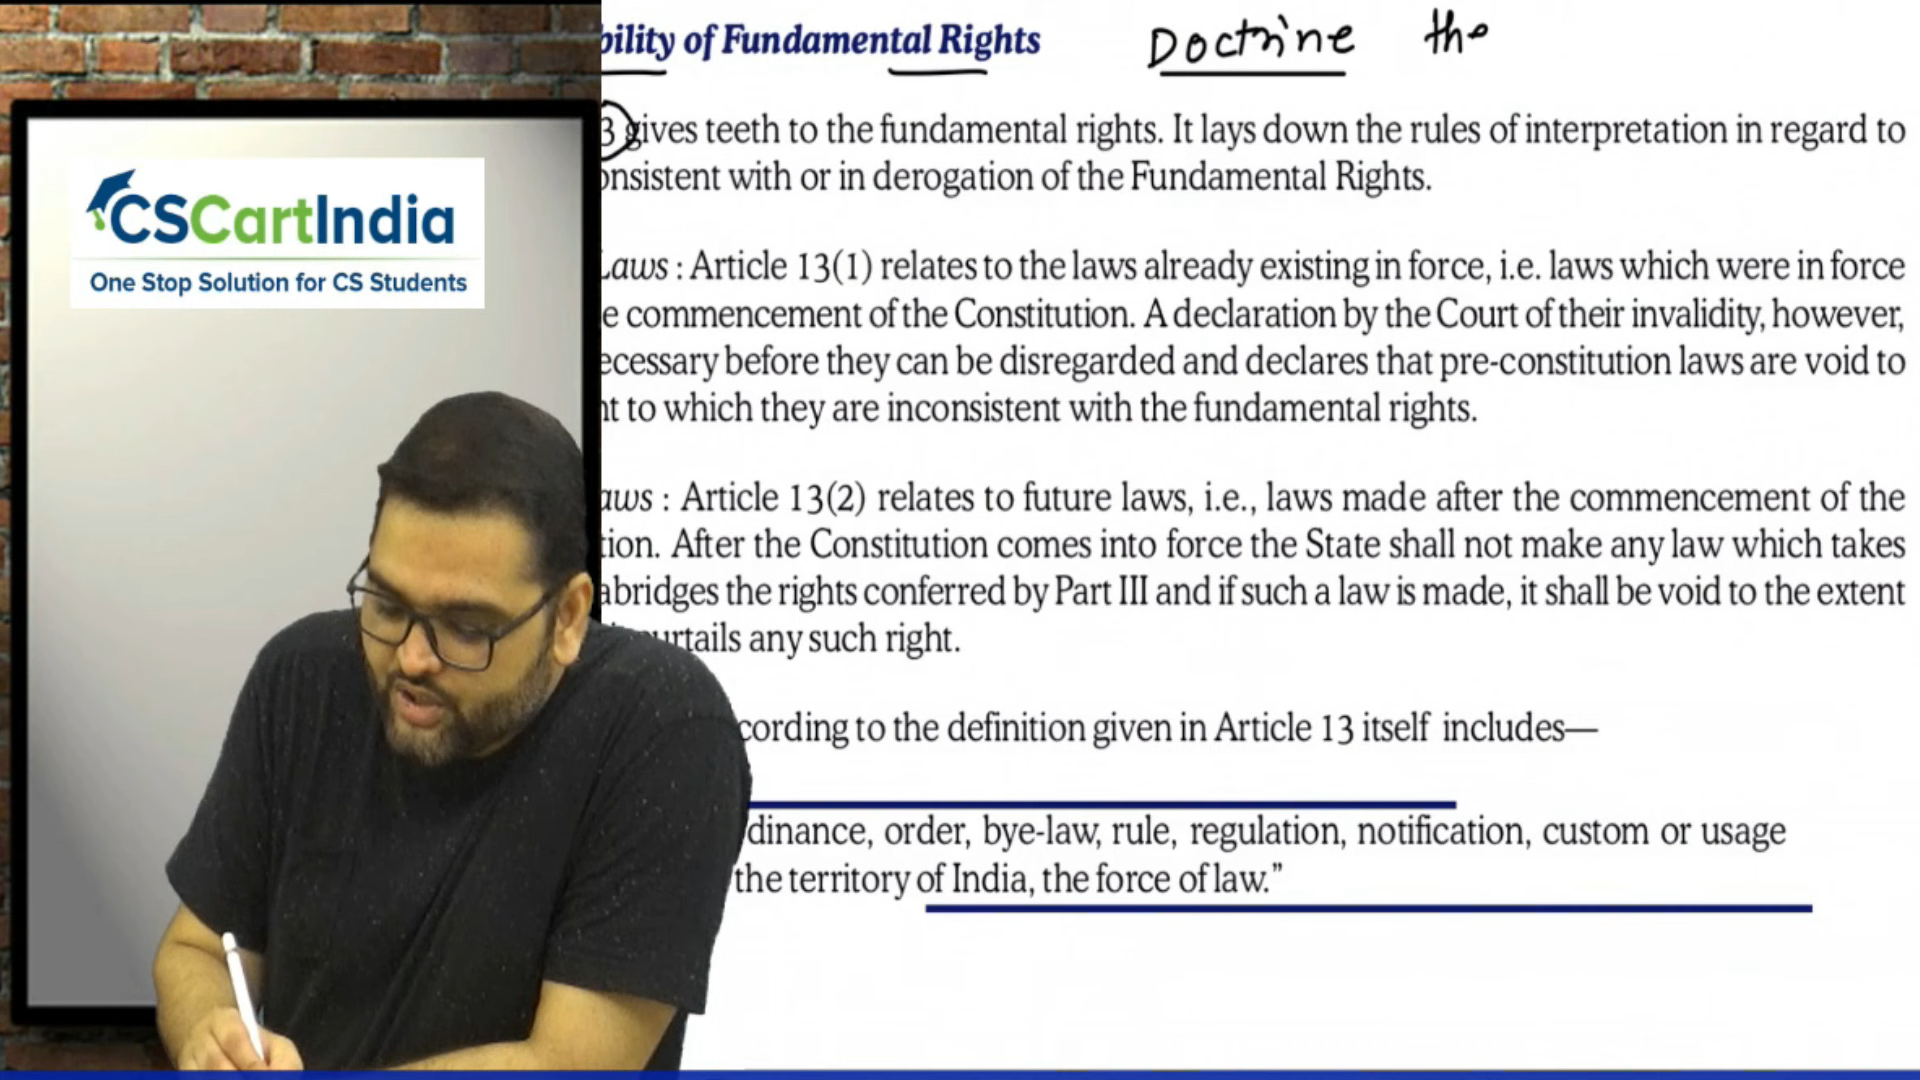 CSCartIndia
One Stop Solution for CS Students
of Fundamental Rights
Doctrine the
3 gives teeth to the fundamental rights. It lays down the rules of interpretation in regard to
onsistent with or in derogation of the Fundamental Rights.
Laws : Article 13(1) relates to the laws already existing in force, i.e. laws which were in force
e commencement of the Constitution. A declaration by the Court of their invalidity, however,
ecessary before they can be disregarded and declares that pre-constitution laws are void to
nt to which they are inconsistent with the fundamental rights.
aws : Article 13(2) relates to future laws, i.e., laws made after the commencement of the
tion. After the Constitution comes into force the State shall not make any law which takes
abridges the rights conferred by Part III and if such a law is made, it shall be void to the extent
urtails any such right.
cording to the definition given in Article 13 itself includes—
dinance, order, bye-law, rule, regulation, notification, custom or usage
the territory of India, the force of law.”